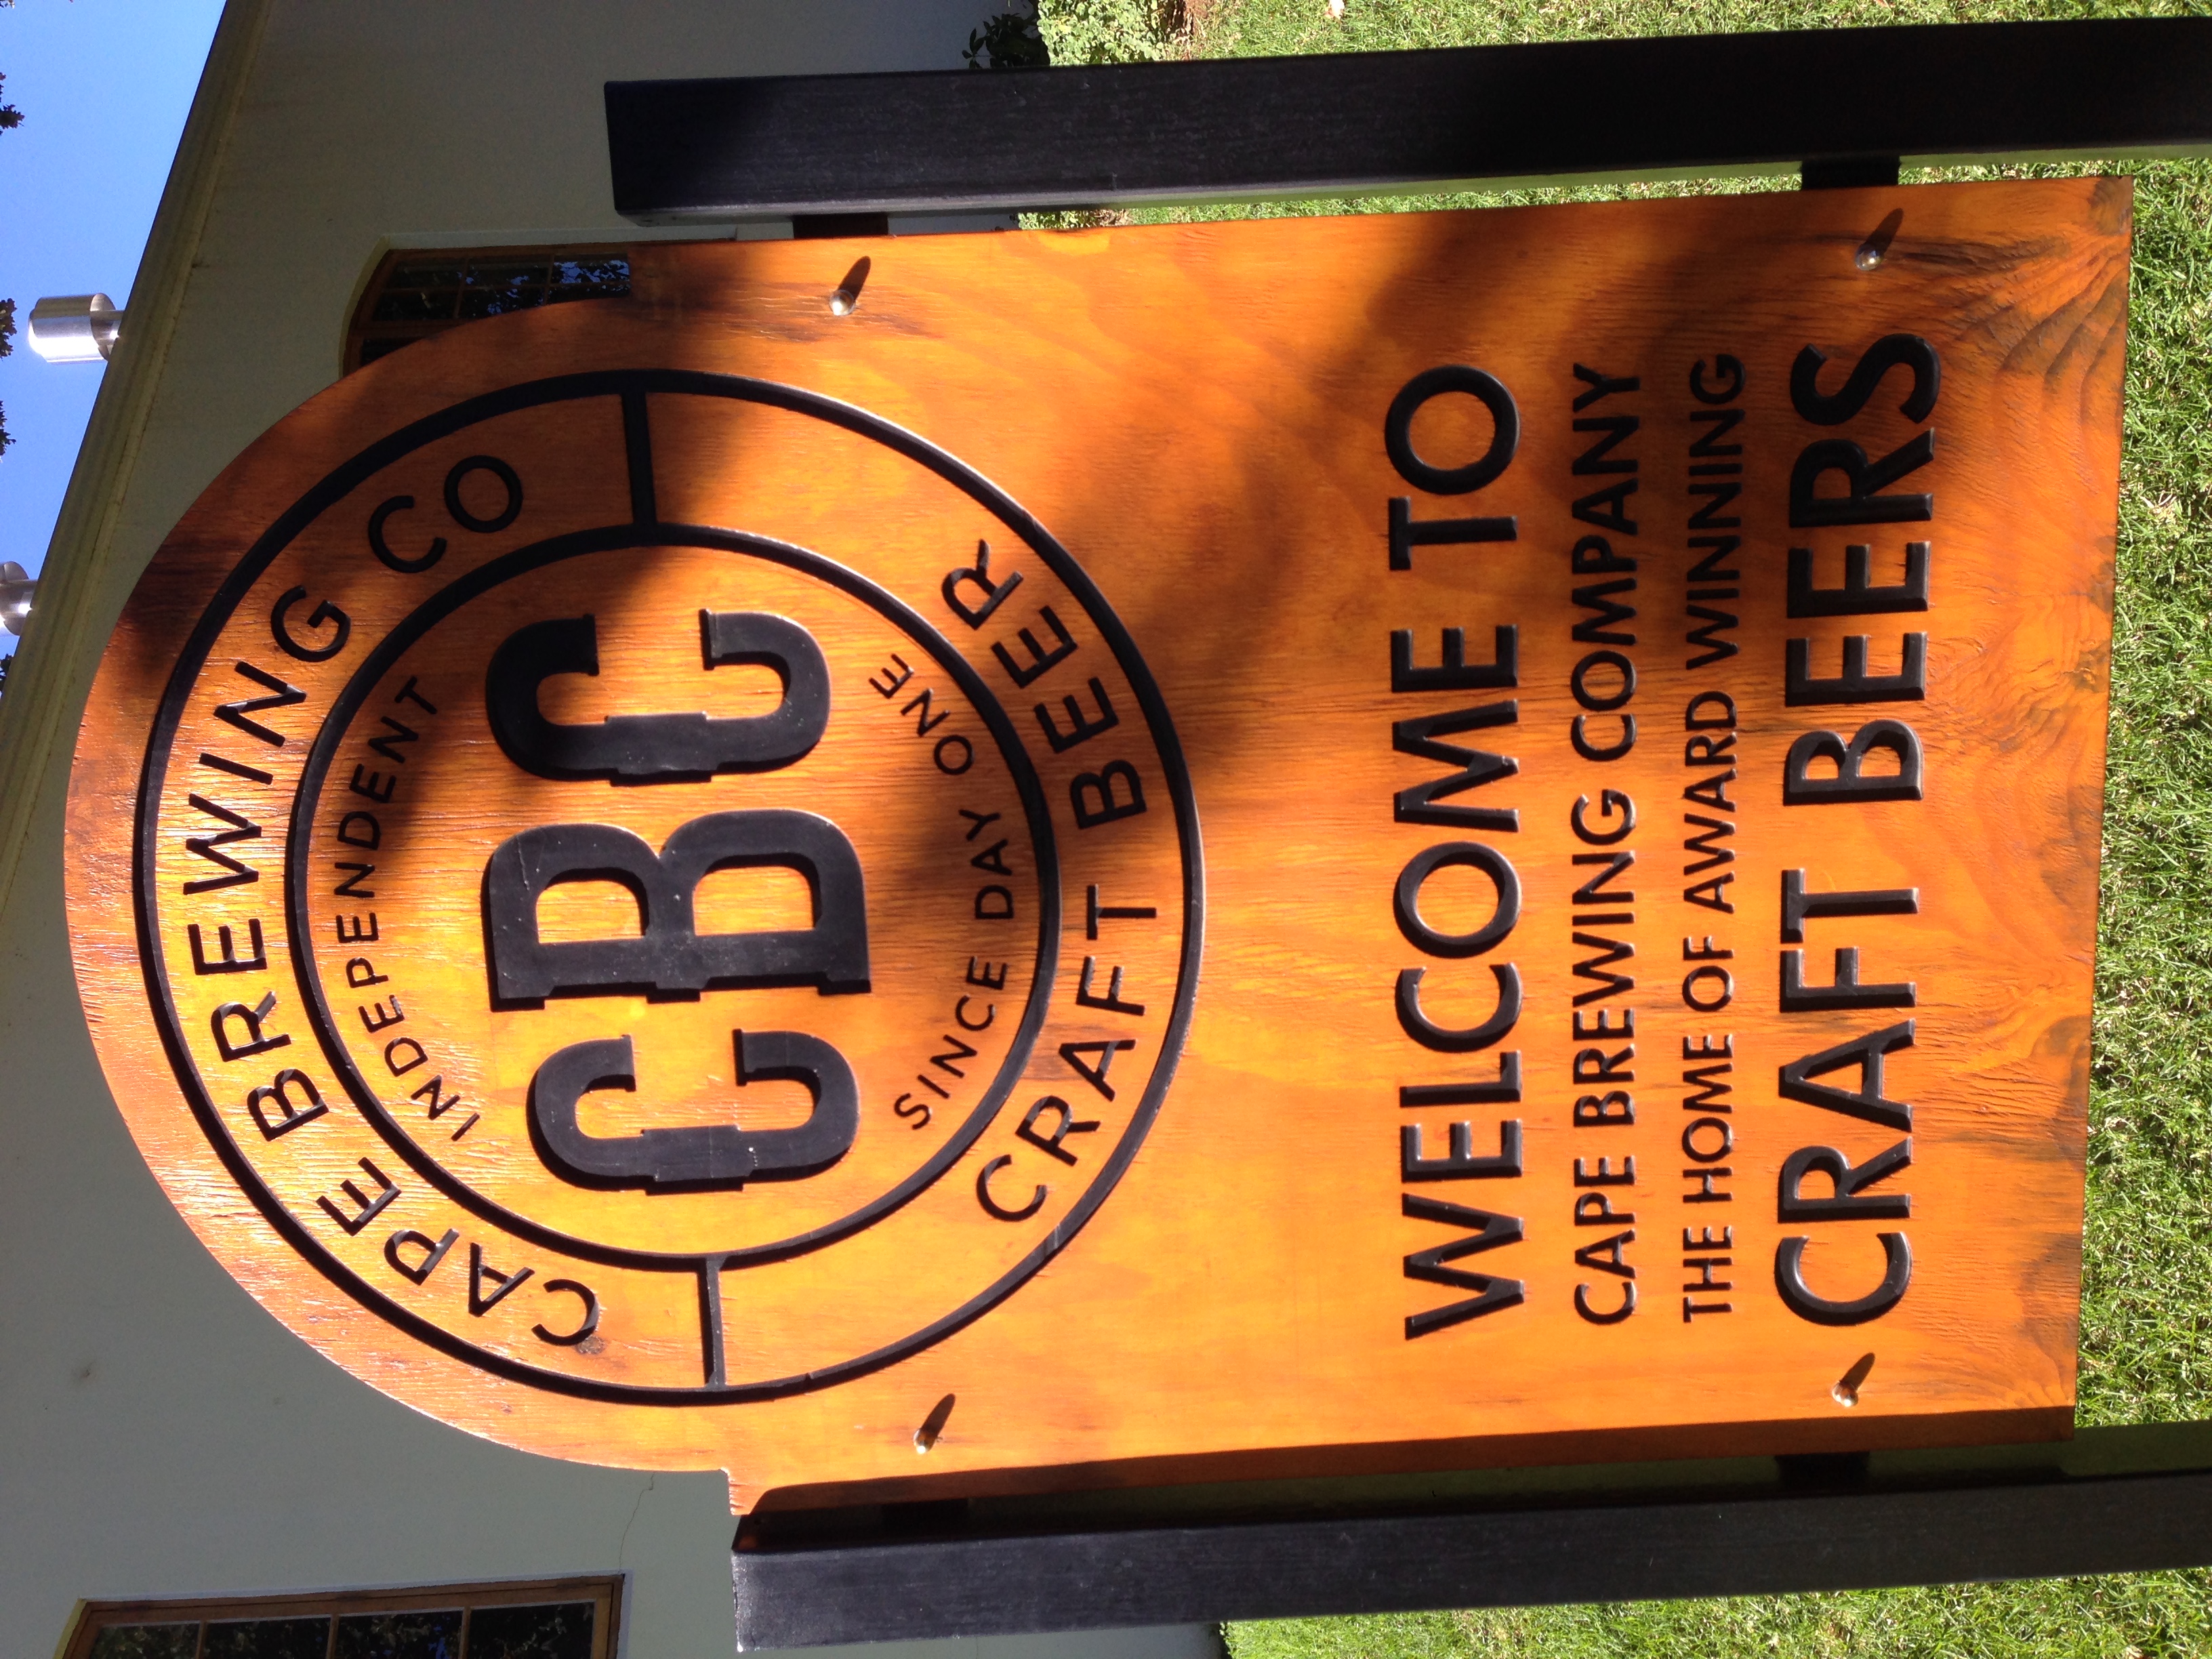 CAPE BREWING CO
INDEPENDENT
CBC
SINCE DAY ONE
CRAFT BEER
WELCOME TO
CAPE BREWING COMPANY
THE HOME OF AWARD WINNING
CRAFT BEERS